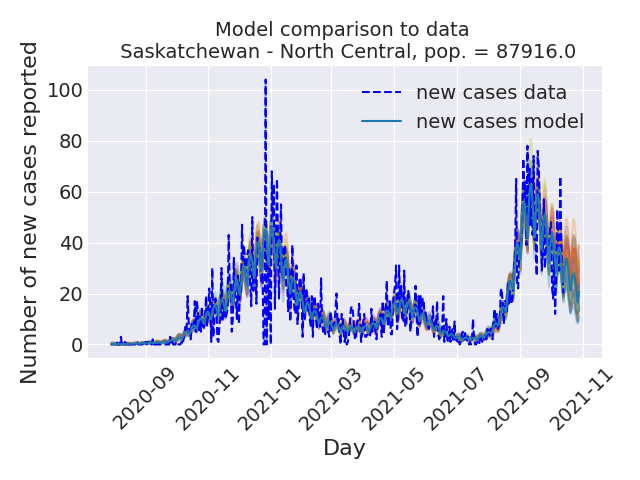 Model comparison to data
Saskatchewan - North Central, pop. = 87916.0
Number of new cases reported
100
80
60
40
20
0
new cases data
new cases model
2020-09
2020-11
2021-01
2021-03
2021-05
2021-07
2021-09
2021-11
Day